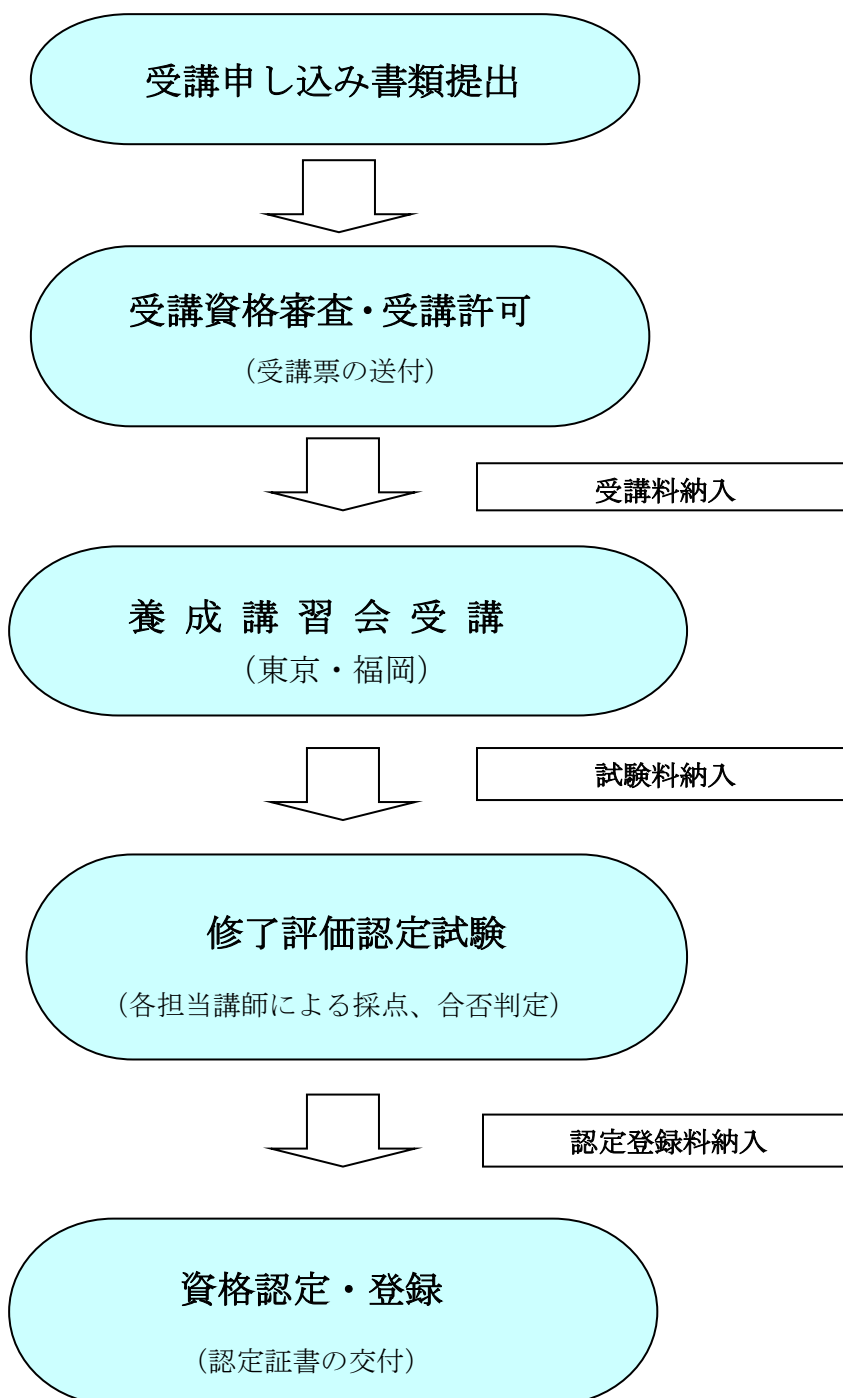 受講申し込み書類提出
受講資格審査・受講許可
（受講票の送付）
受講料納入
養 成 講 習 会 受 講
（東京・福岡）
試験料納入
修了評価認定試験
（各担当講師による採点、合否判定）
認定登録料納入
資格認定・登録
（認定証書の交付）